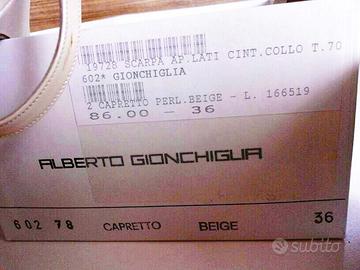 19728 SCARPA AP.LATI CINT.COLLO T.70
602* GIONCHIGLIA
2 CAPRETTO PERL.BEIGE - L. 166519
86.00 - 36
ALBERTO GIONCHIGLIA
602 78 CAPRETTO BEIGE 36
subito